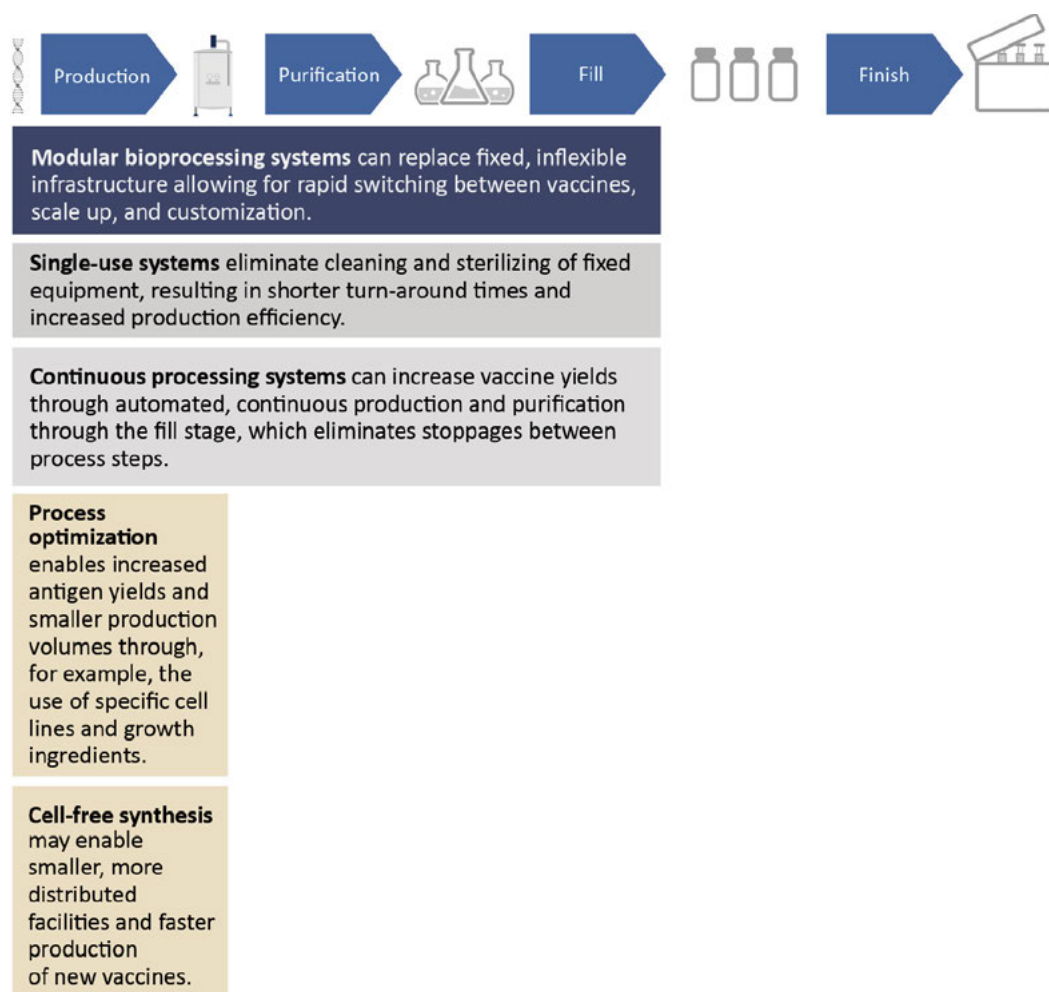 Production
Purification
Fill
Finish
Modular bioprocessing systems can replace fixed, inflexible
infrastructure allowing for rapid switching between vaccines,
scale up, and customization.
Single-use systems eliminate cleaning and sterilizing of fixed
equipment, resulting in shorter turn-around times and
increased production efficiency.
Continuous processing systems can increase vaccine yields
through automated, continuous production and purification
through the fill stage, which eliminates stoppages between
process steps.
Process
optimization
enables increased
antigen yields and
smaller production
volumes through,
for example, the
use of specific cell
lines and growth
ingredients.
Cell-free synthesis
may enable
smaller, more
distributed
facilities and faster
production
of new vaccines.